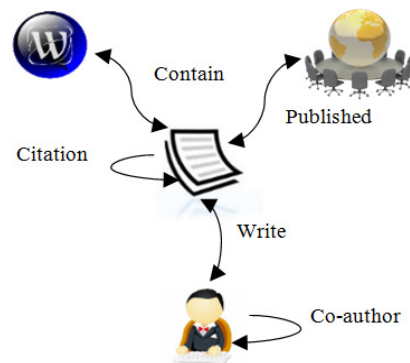 W
Contain
Published
Citation
Write
Co-author